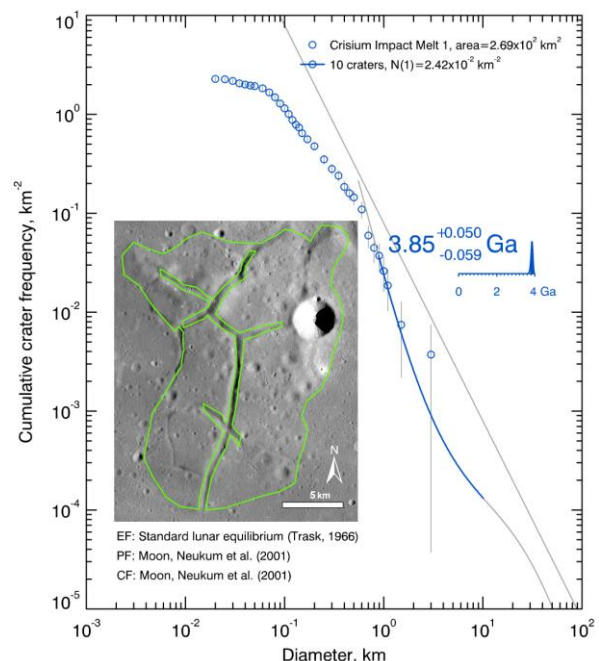 Crisium Impact Melt 1, area=2.69x10² km²
10 craters, N(1)=2.42x10⁻² km⁻²
10²
10¹
10⁰
10⁻¹
10⁻²
10⁻³
10⁻⁴
10⁻⁵
Cumulative crater frequency, km⁻²
3.85 +0.050 -0.059 Ga
0 2 4 Ga
N
5 km
EF: Standard lunar equilibrium (Trask, 1966)
PF: Moon, Neukum et al. (2001)
CF: Moon, Neukum et al. (2001)
10⁻³ 10⁻² 10⁻¹ 10⁰ 10¹ 10²
Diameter, km